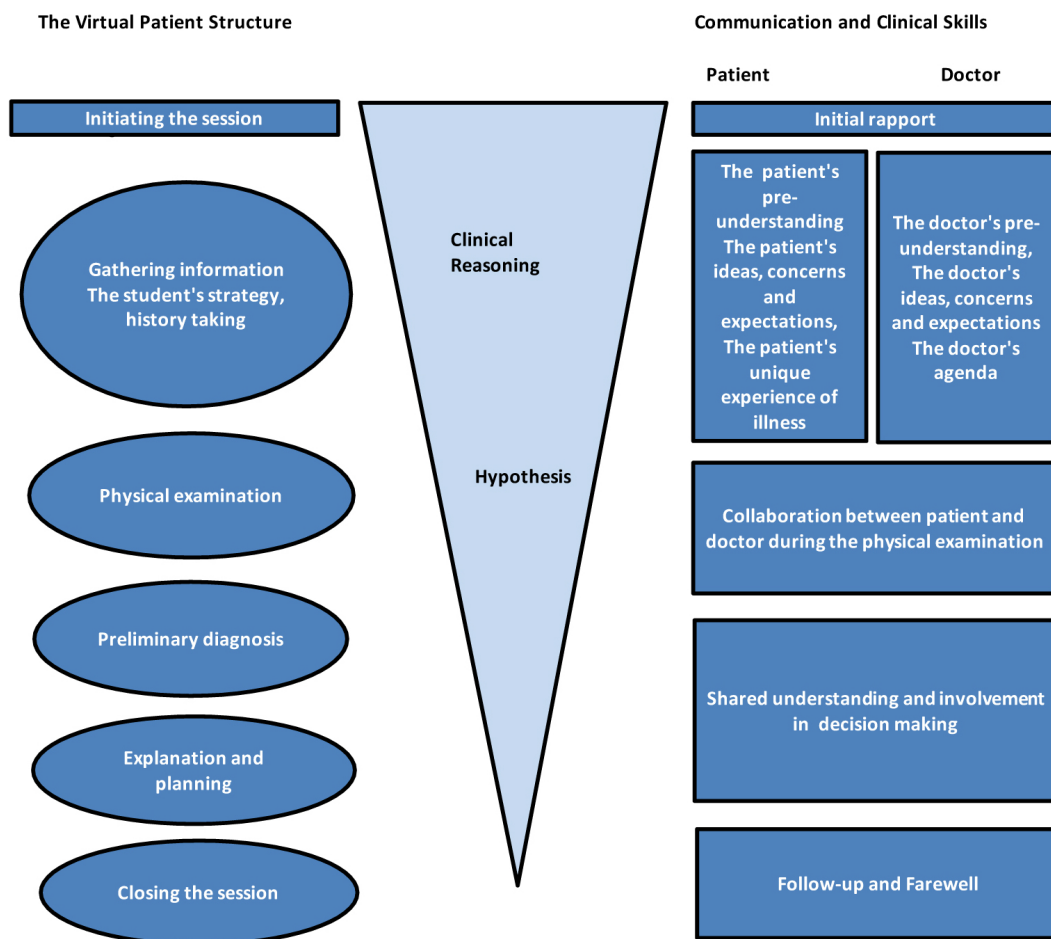 The Virtual Patient Structure
Communication and Clinical Skills
Patient
Doctor
Initiating the session
Initial rapport
Gathering information
The student's strategy,
history taking
Clinical
Reasoning
The patient's
pre-
understanding
The patient's
ideas, concerns
and
expectations,
The patient's
unique
experience of
illness
The doctor's pre-
understanding,
The doctor's
ideas, concerns
and expectations
The doctor's
agenda
Physical examination
Hypothesis
Collaboration between patient and
doctor during the physical examination
Preliminary diagnosis
Shared understanding and involvement
in decision making
Explanation and
planning
Closing the session
Follow-up and Farewell